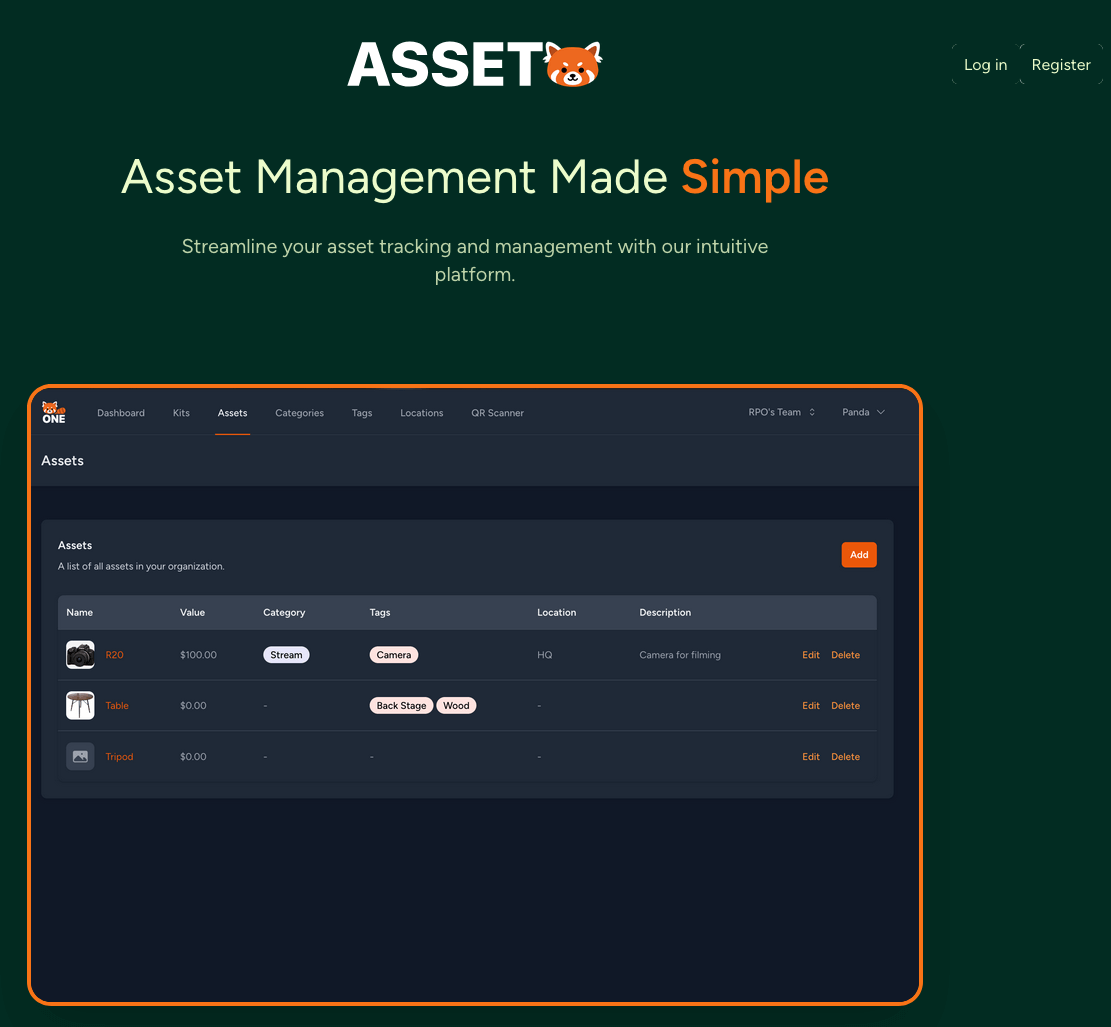 ASSET
Log in Register
Asset Management Made Simple
Streamline your asset tracking and management with our intuitive
platform.
ONE
Dashboard Kits Assets Categories Tags Locations QR Scanner RPO's Team Panda
Assets
Assets
A list of all assets in your organization.
Add
Name Value Category Tags Location Description
R20 $100.00 Stream Camera HQ Camera for filming Edit Delete
Table $0.00 - Back Stage Wood - Edit Delete
Tripod $0.00 - - - Edit Delete